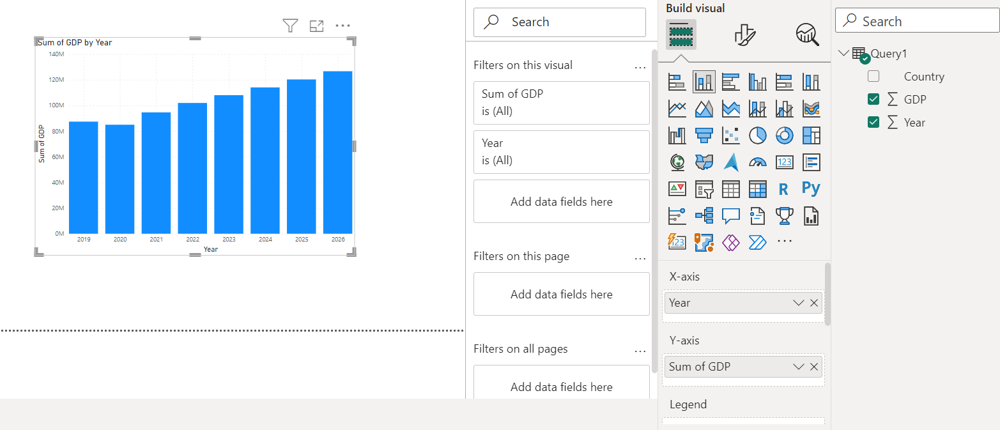 Sum of GDP by Year
140M
120M
100M
80M
60M
40M
20M
0M
Sum of GDP
2019 2020 2021 2022 2023 2024 2025 2026
Year
Search
Filters on this visual ...
Sum of GDP
is (All)
Year
is (All)
Add data fields here
Filters on this page ...
Add data fields here
Filters on all pages ...
Add data fields here
Build visual
123
R Py
123
...
X-axis
Year
Y-axis
Sum of GDP
Legend
Search
Query1
Country
∑ GDP
∑ Year